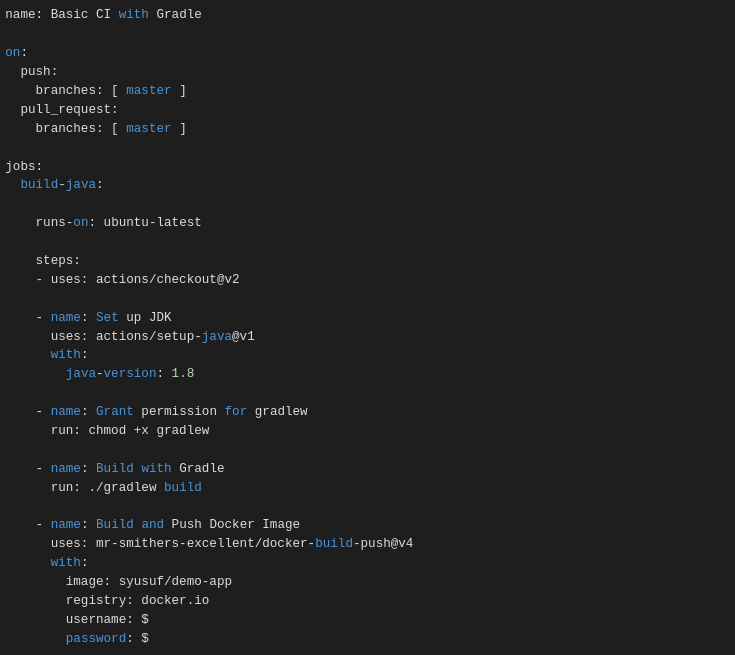 name: Basic CI with Gradle

on:
  push:
    branches: [ master ]
  pull_request:
    branches: [ master ]

jobs:
  build-java:

    runs-on: ubuntu-latest

    steps:
    - uses: actions/checkout@v2

    - name: Set up JDK
      uses: actions/setup-java@v1
      with:
        java-version: 1.8

    - name: Grant permission for gradlew
      run: chmod +x gradlew

    - name: Build with Gradle
      run: ./gradlew build

    - name: Build and Push Docker Image
      uses: mr-smithers-excellent/docker-build-push@v4
      with:
        image: syusuf/demo-app
        registry: docker.io
        username: $
        password: $